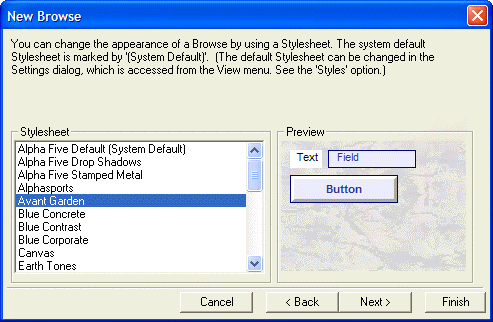 New Browse
You can change the appearance of a Browse by using a Stylesheet. The system default
Stylesheet is marked by '(System Default)'.  (The default Stylesheet can be changed in the
Settings dialog, which is accessed from the View menu. See the 'Styles' option.)
Stylesheet
Alpha Five Default (System Default)
Alpha Five Drop Shadows
Alpha Five Stamped Metal
Alphasports
Avant Garden
Blue Concrete
Blue Contrast
Blue Corporate
Canvas
Earth Tones
Preview
Text Field
Button
Cancel < Back Next > Finish